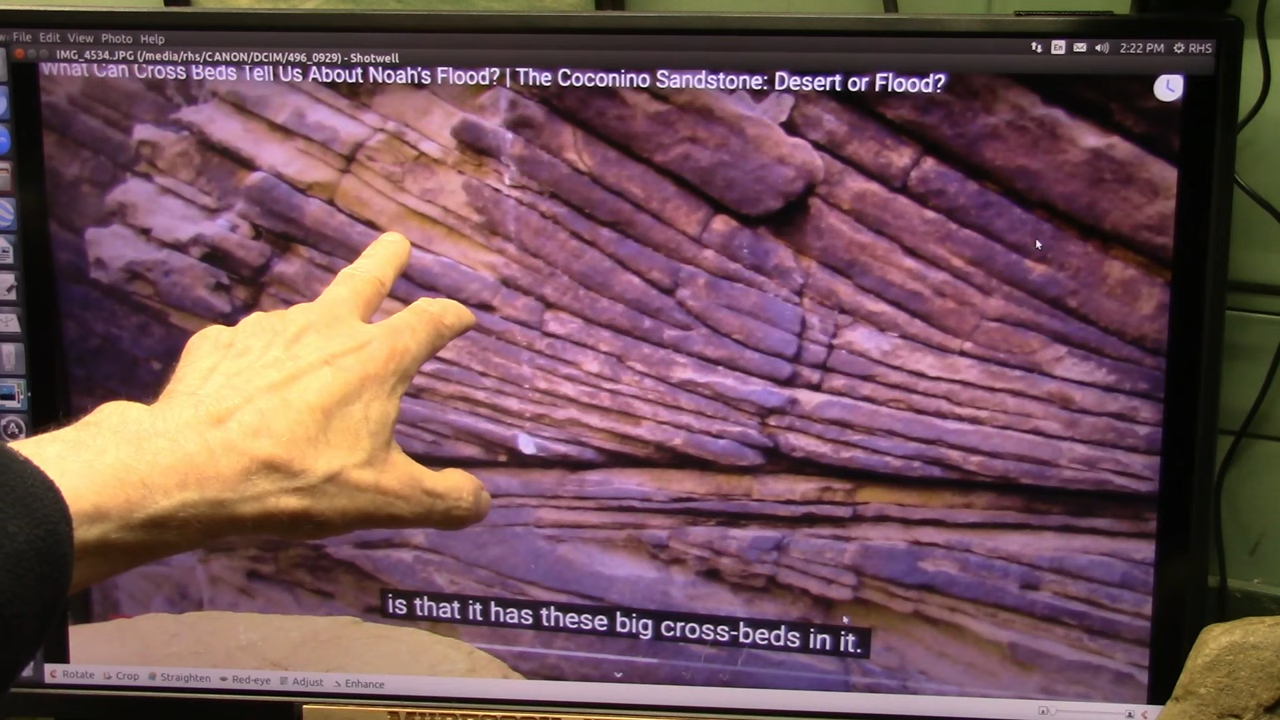 File Edit View Photo Help
En 2:22 PM RHS
IMG_4534.JPG (/media/rhs/CANON/DCIM/496_0929) - Shotwell
What Can Cross Beds Tell Us About Noah's Flood? | The Coconino Sandstone: Desert or Flood?
is that it has these big cross-beds in it.
Rotate Crop Straighten Red-eye Adjust Enhance